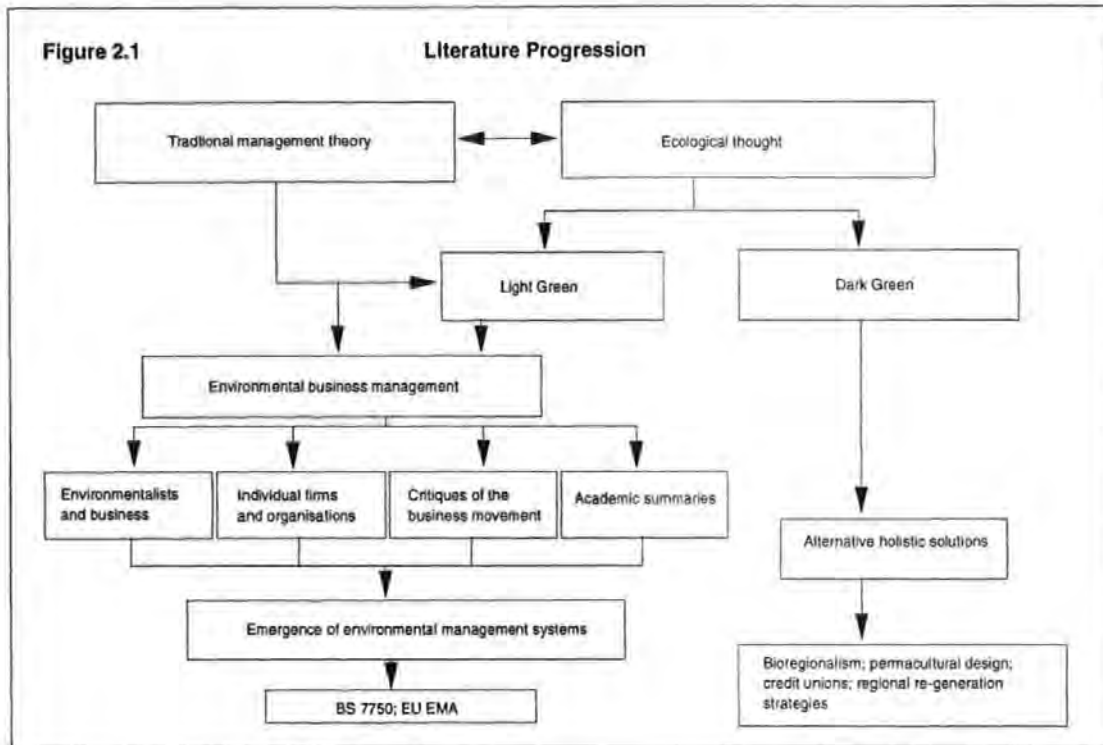 Figure 2.1
Literature Progression
Tradtional management theory
Ecological thought
Light Green
Dark Green
Environmental business management
Environmentalists
and business
Individual firms
and organisations
Critiques of the
business movement
Academic summaries
Alternative holistic solutions
Emergence of environmental management systems
Bioregionalism; permacultural design;
credit unions; regional re-generation
strategies
BS 7750; EU EMA